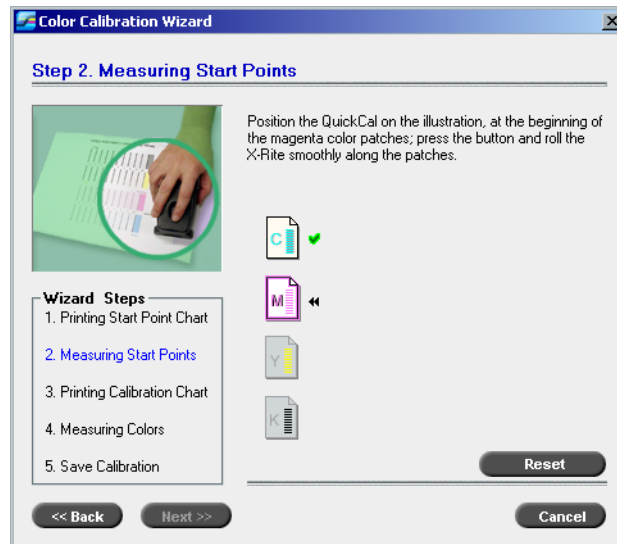 Color Calibration Wizard
Step 2. Measuring Start Points
Position the QuickCal on the illustration, at the beginning of
the magenta color patches; press the button and roll the
X-Rite smoothly along the patches.
C
M
Y
K
Wizard Steps
1. Printing Start Point Chart
2. Measuring Start Points
3. Printing Calibration Chart
4. Measuring Colors
5. Save Calibration
Reset
<< Back
Next >>
Cancel